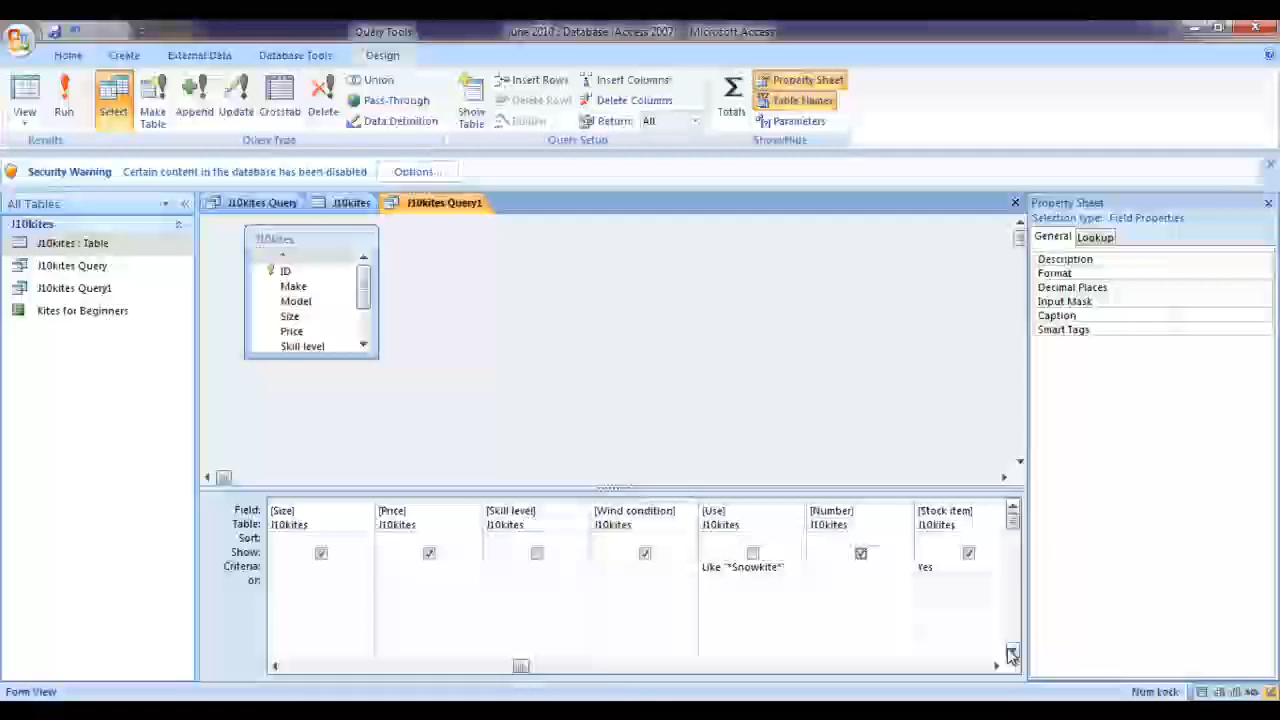 Query Tools June 2010 : Database (Access 2007) - Microsoft Access
Home Create External Data Database Tools Design
View Run Select Make Table Append Update Crosstab Delete
Union
Pass-Through
Data Definition
Show Table
Insert Rows
Delete Rows
Builder
Insert Columns
Delete Columns
Return: All
Totals
Property Sheet
Table Names
Parameters
Results Query Type Query Setup Show/Hide
Security Warning Certain content in the database has been disabled Options...
All Tables
J10kites
J10kites : Table
J10kites Query
J10kites Query1
Kites for Beginners
J10kites Query J10kites J10kites Query1
J10kites
ID
Make
Model
Size
Price
Skill level
Field: [Size] [Price] [Skill level] [Wind condition] [Use] [Number] [Stock item]
Table: J10kites J10kites J10kites J10kites J10kites J10kites J10kites
Sort:
Show:
Criteria: Like "*Snowkite*" Yes
or:
Property Sheet
Selection type: Field Properties
General Lookup
Description
Format
Decimal Places
Input Mask
Caption
Smart Tags
Form View Num Lock